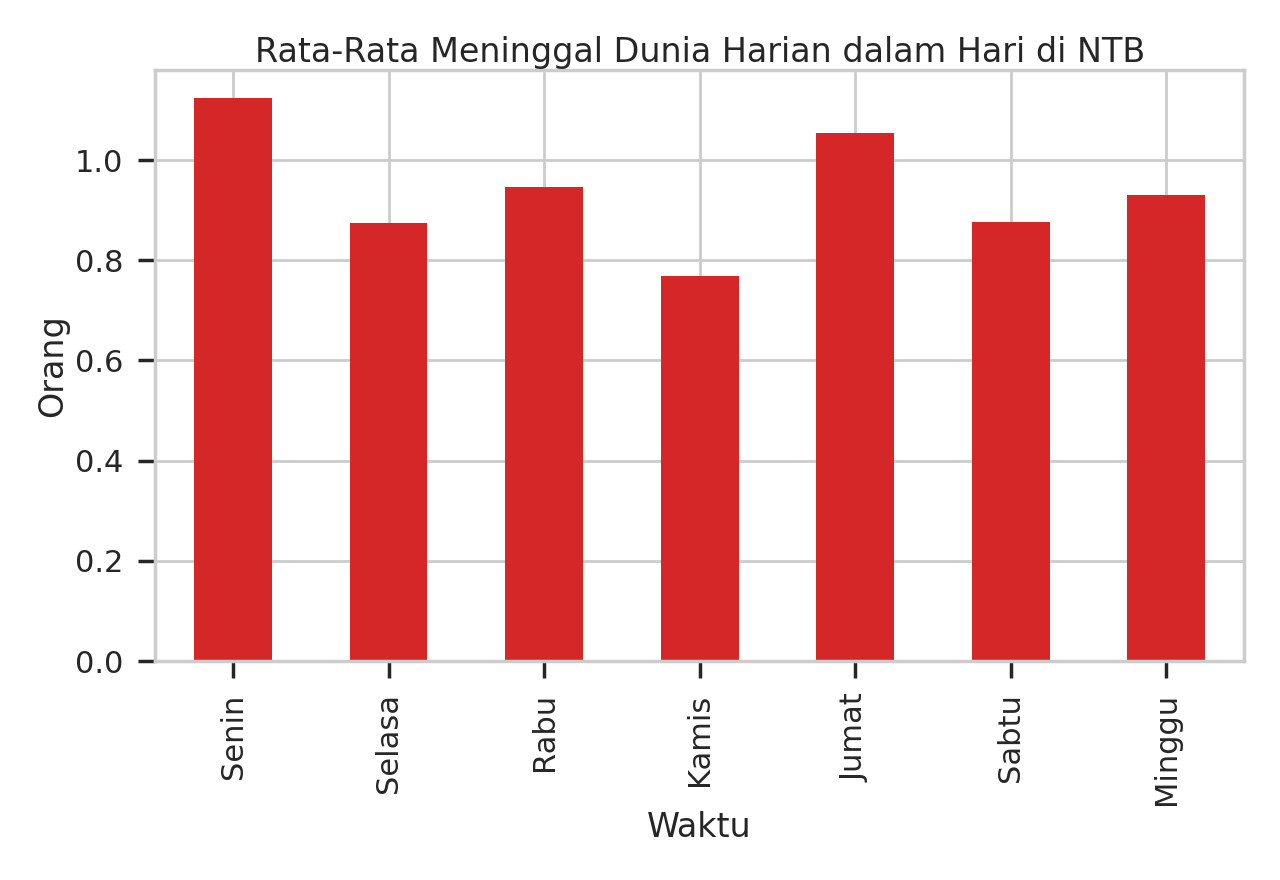 Rata-Rata Meninggal Dunia Harian dalam Hari di NTB
Orang
1.0
0.8
0.6
0.4
0.2
0.0
Senin
Selasa
Rabu
Kamis
Jumat
Sabtu
Minggu
Waktu